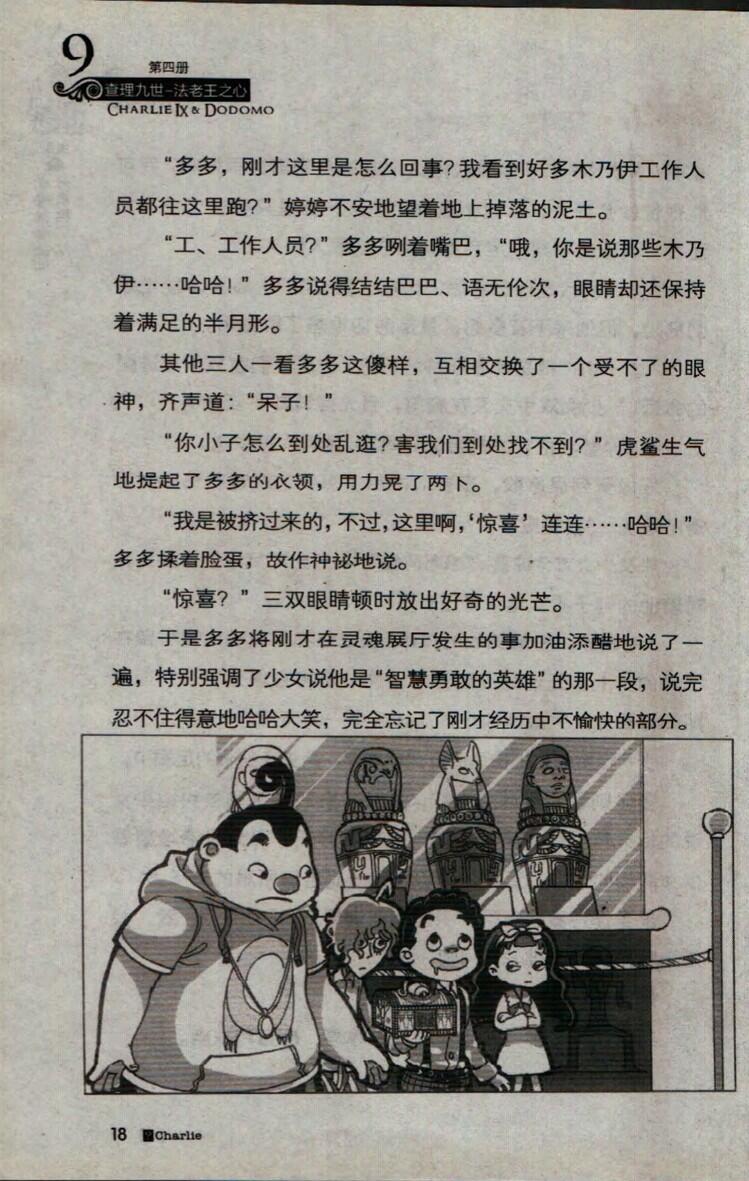 9
第四册
查理九世-法老王之心
CHARLIE IX & DODOMO
“多多，刚才这里是怎么回事？我看到好多木乃伊工作人
员都往这里跑？”婷婷不安地望着地上掉落的泥土。
“工、工作人员？”多多咧着嘴巴，“哦，你是说那些木乃
伊……哈哈！”多多说得结结巴巴、语无伦次，眼睛却还保持
着满足的半月形。
其他三人一看多多这傻样，互相交换了一个受不了的眼
神，齐声道：“呆子！”
“你小子怎么到处乱逛？害我们到处找不到？”虎鲨生气
地提起了多多的衣领，用力晃了两下。
“我是被挤过来的，不过，这里啊，‘惊喜’连连……哈哈！”
多多揉着脸蛋，故作神祕地说。
“惊喜？”三双眼睛顿时放出好奇的光芒。
于是多多将刚才在灵魂展厅发生的事加油添醋地说了一
遍，特别强调了少女说他是“智慧勇敢的英雄”的那一段，说完
忍不住得意地哈哈大笑，完全忘记了刚才经历中不愉快的部分。
18 Charlie